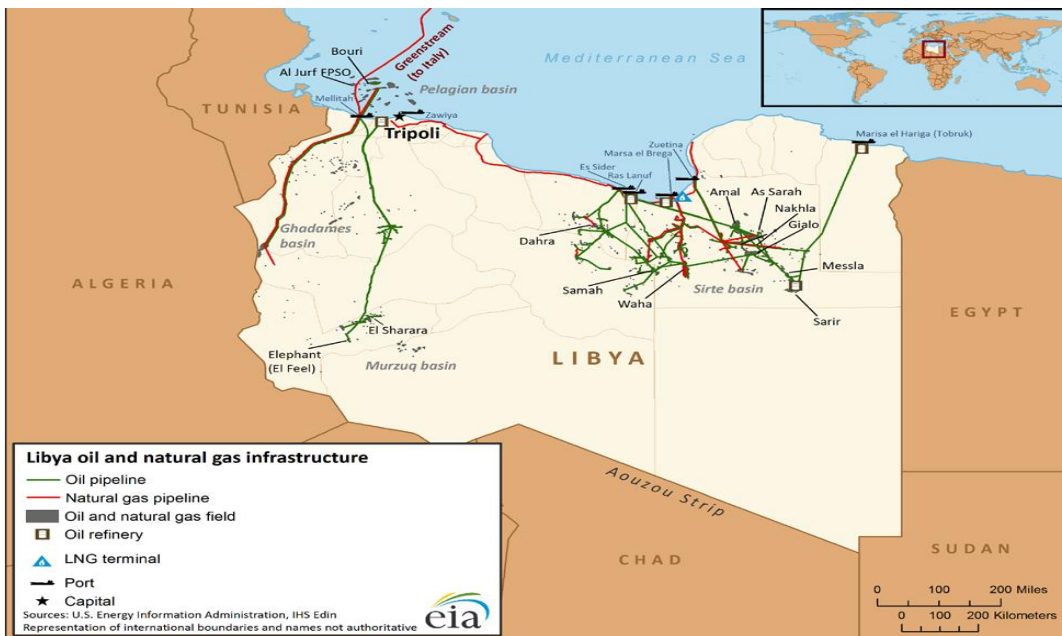 Bouri
Al Jurf FPSO
Greenstream
(to Italy)
Mediterranean Sea
Pelagian basin
TUNISIA
Mellitah
Zawiya
Tripoli
Marisa el Hariga (Tobruk)
Zuetina
Marsa el Brega
Es Sider
Ras Lanuf
Amal
As Sarah
Nakhla
Gialo
Ghadames
basin
Dahra
Messla
ALGERIA
Samah
Waha
Sirte basin
Sarir
EGYPT
El Sharara
Elephant
(El Feel)
Murzuq basin
LIBYA
Aouzou Strip
CHAD
SUDAN
Libya oil and natural gas infrastructure
Oil pipeline
Natural gas pipeline
Oil and natural gas field
Oil refinery
LNG terminal
Port
Capital
Sources: U.S. Energy Information Administration, IHS Edin
Representation of international boundaries and names not authoritative
eia
0 100 200 Miles
0 100 200 Kilometers